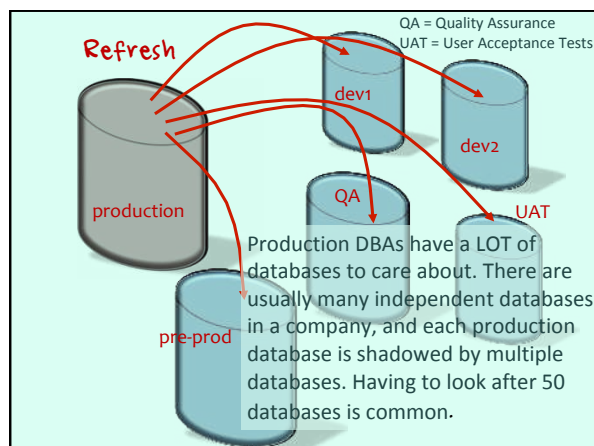 QA = Quality Assurance
UAT = User Acceptance Tests
Refresh
dev1
dev2
production
QA
UAT
pre-prod
Production DBAs have a LOT of
databases to care about. There are
usually many independent databases
in a company, and each production
database is shadowed by multiple
databases. Having to look after 50
databases is common.